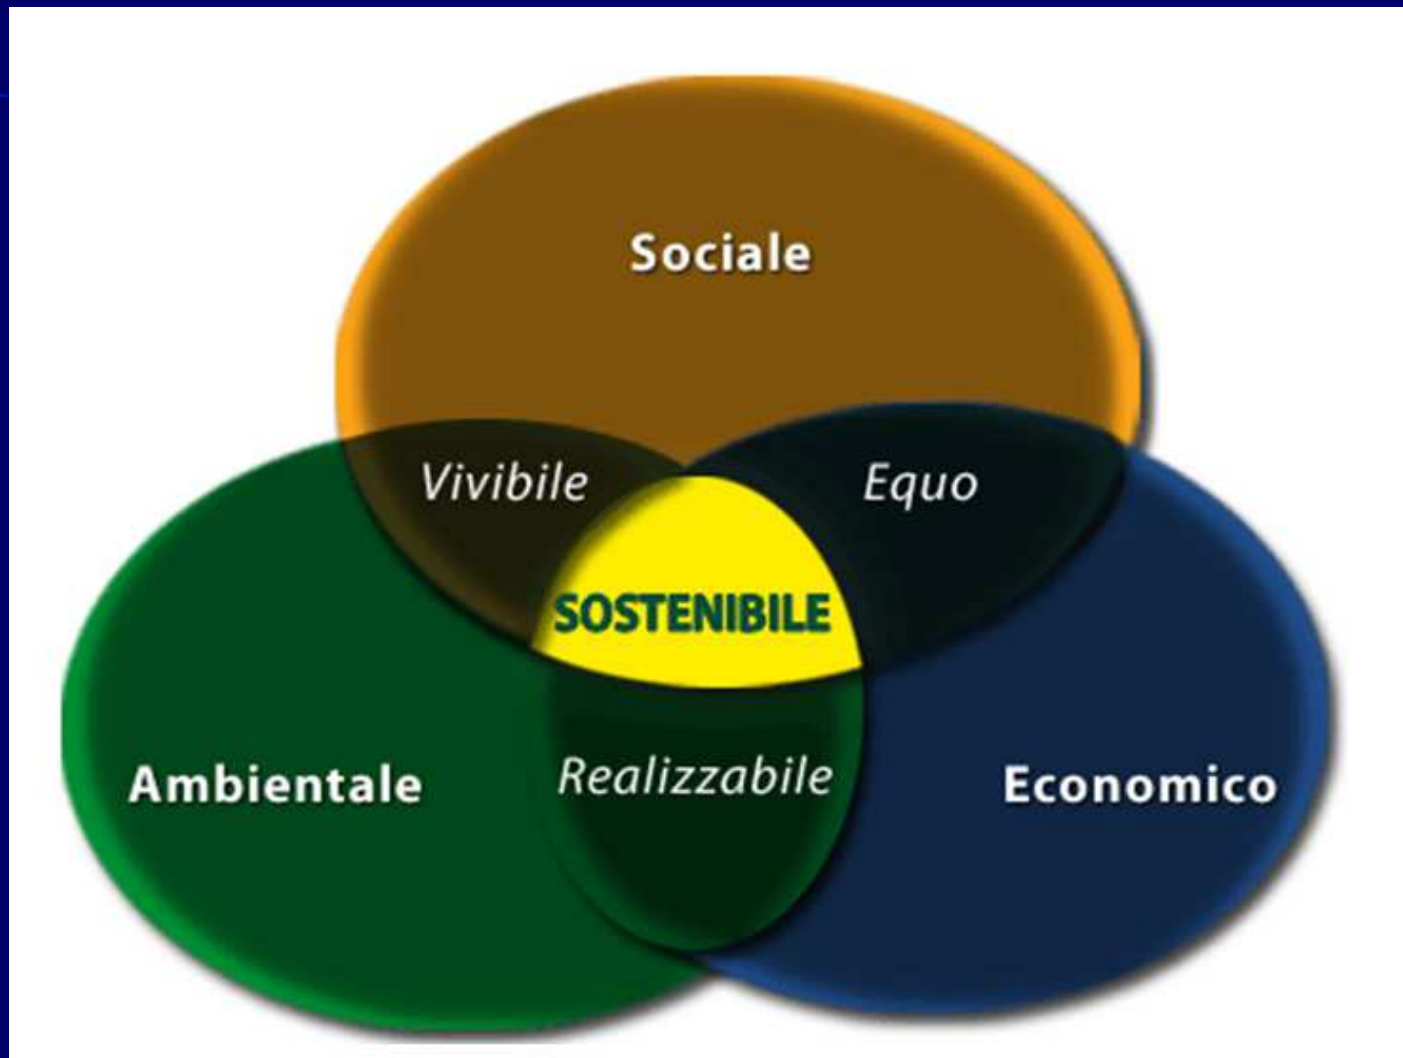 Sociale
Vivibile
Equo
SOSTENIBILE
Ambientale
Realizzabile
Economico